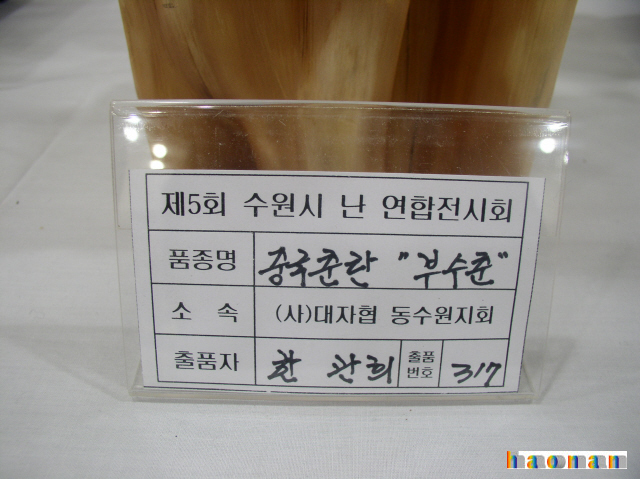 제5회 수원시 난 연합전시회
품종명 중국춘란 "부수춘"
소 속 (사)대자협 동수원지회
출품자 한 관희 출품번호 317
haonan